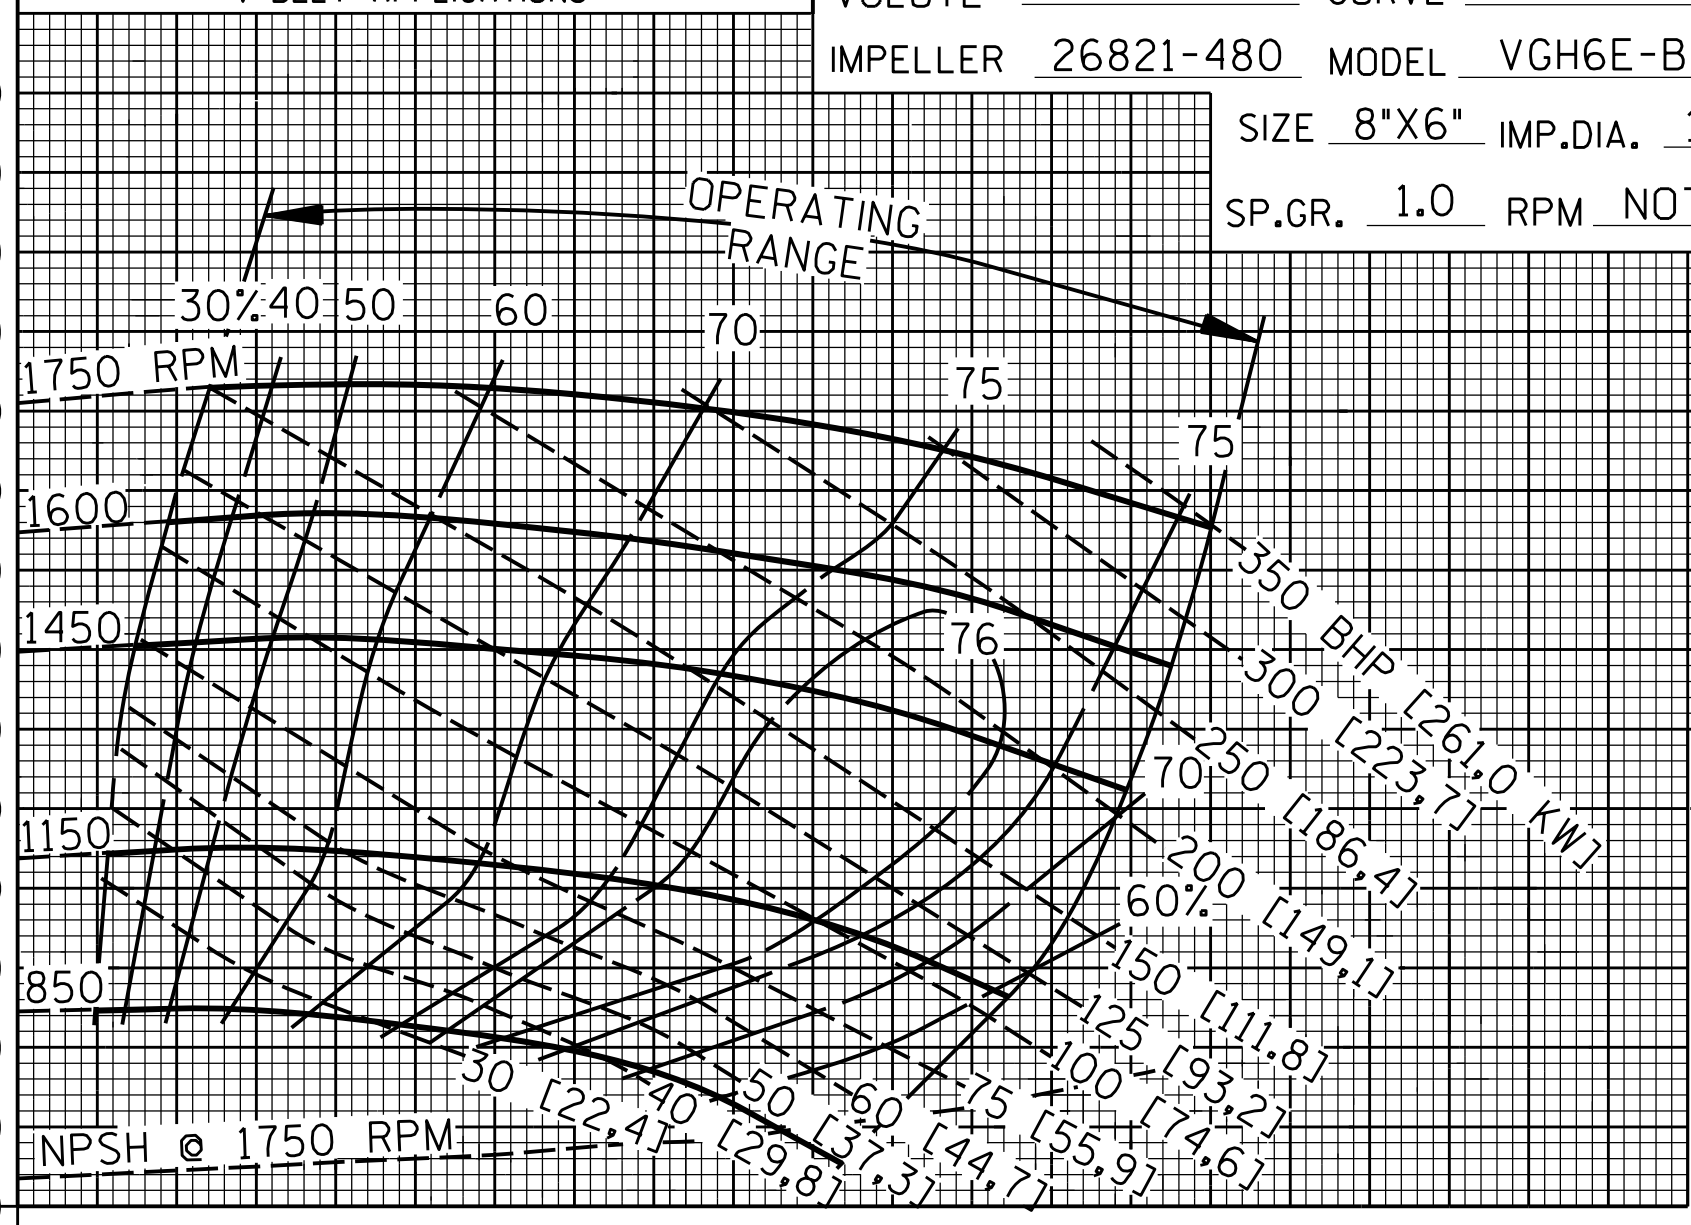 IMPELLER 26821-480 MODEL VGH6E-B
SIZE 8"X6" IMP.DIA.
SP.GR. 1.0 RPM
OPERATING
RANGE
30% 40 50 60 70 75 75
1750 RPM
1600
1450
76
1150
850
70
60%
350 BHP [261,0 KW]
300 [223,7]
250 [186,4]
200 [149,1]
150 [111.8]
125 [93,2]
100 [74,6]
75 [55,9]
60 [44,7]
50 [37,3]
40 [29,8]
30 [22,4]
NPSH @ 1750 RPM